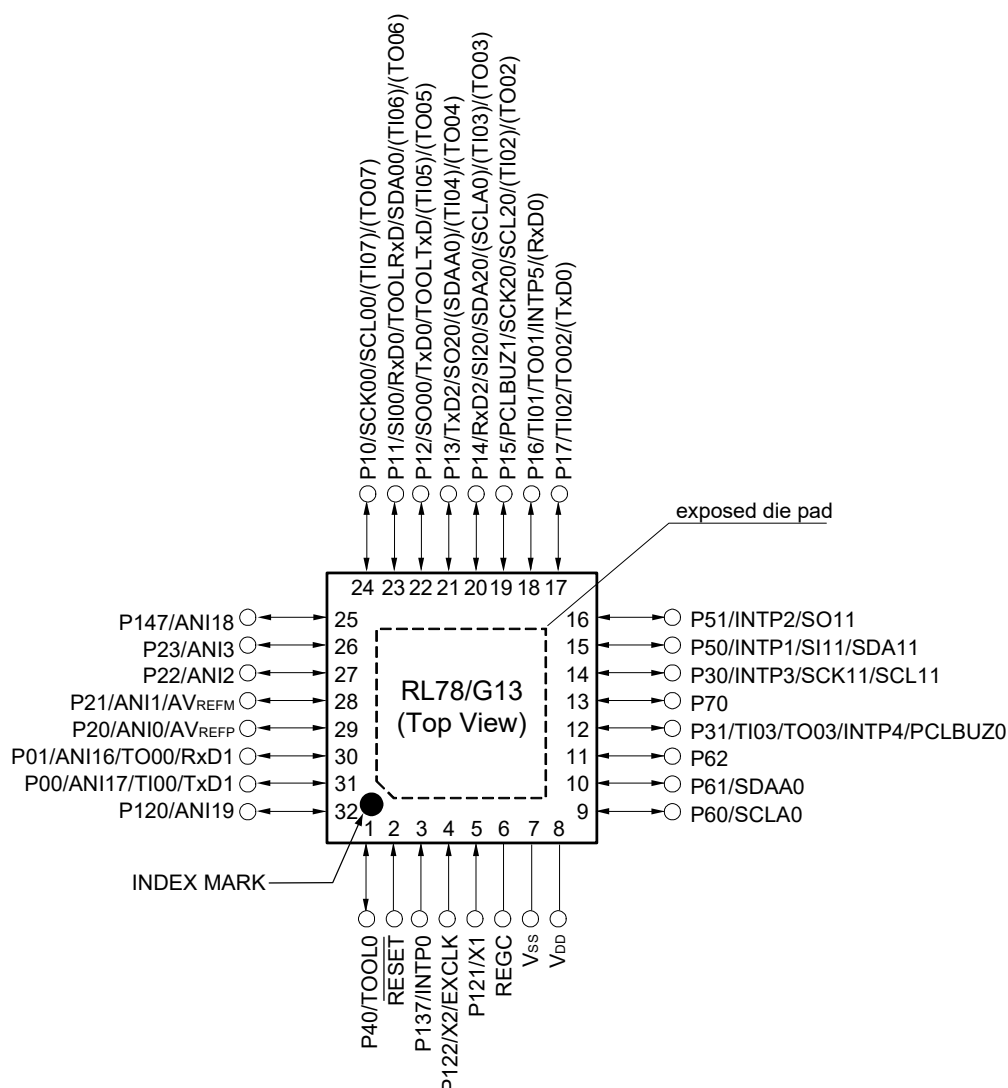 P10/SCK00/SCL00/(TI07)/(TO07)
P11/SI00/RxD0/TOOLRxD/SDA00/(TI06)/(TO06)
P12/SO00/TxD0/TOOLTxD/(TI05)/(TO05)
P13/TxD2/SO20/(SDAA0)/(TI04)/(TO04)
P14/RxD2/SI20/SDA20/(SCLA0)/(TI03)/(TO03)
P15/PCLBUZ1/SCK20/SCL20/(TI02)/(TO02)
P16/TI01/TO01/INTP5/(RxD0)
P17/TI02/TO02/(TxD0)
exposed die pad
24 23 22 21 20 19 18 17
P147/ANI18 25
P23/ANI3 26
P22/ANI2 27
P21/ANI1/AVREFM 28
P20/ANI0/AVREFP 29
P01/ANI16/TO00/RxD1 30
P00/ANI17/TI00/TxD1 31
P120/ANI19 32
RL78/G13
(Top View)
16 P51/INTP2/SO11
15 P50/INTP1/SI11/SDA11
14 P30/INTP3/SCK11/SCL11
13 P70
12 P31/TI03/TO03/INTP4/PCLBUZ0
11 P62
10 P61/SDAA0
9 P60/SCLA0
1 2 3 4 5 6 7 8
INDEX MARK
P40/TOOL0
RESET
P137/INTP0
P122/X2/EXCLK
P121/X1
REGC
VSS
VDD